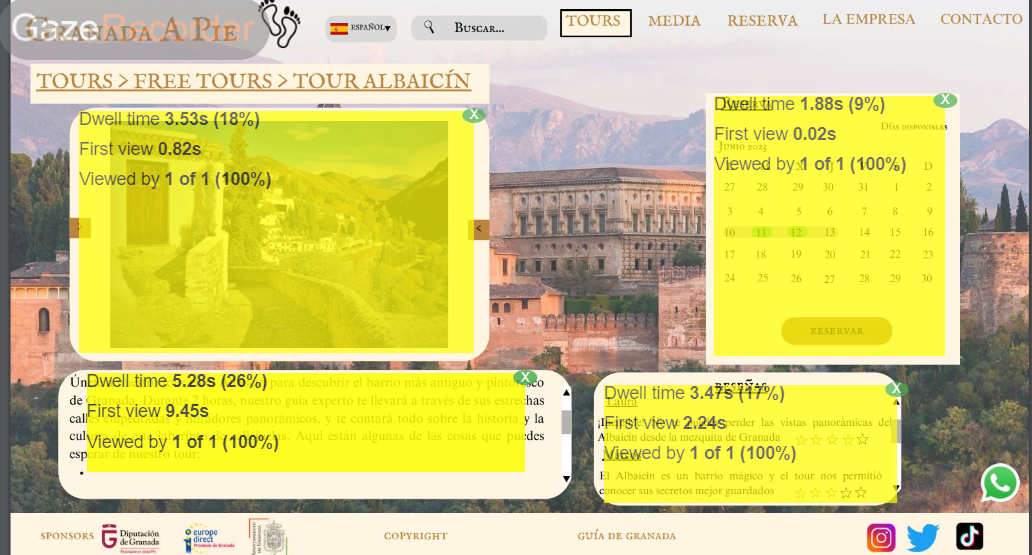 GazeRecorder
GRANADA A PIE
ESPAÑOL▼
BUSCAR...
TOURS
MEDIA
RESERVA
LA EMPRESA
CONTACTO
TOURS > FREE TOURS > TOUR ALBAICÍN
X
Dwell time 3.53s (18%)
First view 0.82s
Viewed by 1 of 1 (100%)
<
X
Dwell time 1.88s (9%)
DÍAS DISPONIBLES
First view 0.02s
JUNIO 2023
Viewed by 1 of 1 (100%)
D
27 28 29 30 31 1 2
3 4 5 6 7 8 9
10 11 12 13 14 15 16
17 18 19 20 21 22 23
24 25 26 27 28 29 30
RESERVAR
X
Dwell time 5.28s (26%)
para descubrir el barrio más antiguo y pintoresco
de Granada. Durante 2 horas, nuestro guía experto te llevará a través de sus estrechas
First view 9.45s
calles empedradas y miradores panorámicos, y te contará todo sobre la historia y la
Viewed by 1 of 1 (100%)
Aquí están algunas de las cosas que puedes
esperar de nuestro tour:
•
RESEÑAS
X
Dwell time 3.47s (17%)
Laura
First view 2.24s
perder las vistas panorámicas del
Albaicín desde la mezquita de Granada ☆☆☆☆☆
Viewed by 1 of 1 (100%)
El Albaicín es un barrio mágico y el tour nos permitió
conocer sus secretos mejor guardados ☆☆☆☆☆
SPONSORS
Diputación
de Granada
europe
direct
Provincia de Granada
AYUNTAMIENTO DE GRANADA
COPYRIGHT
GUÍA DE GRANADA